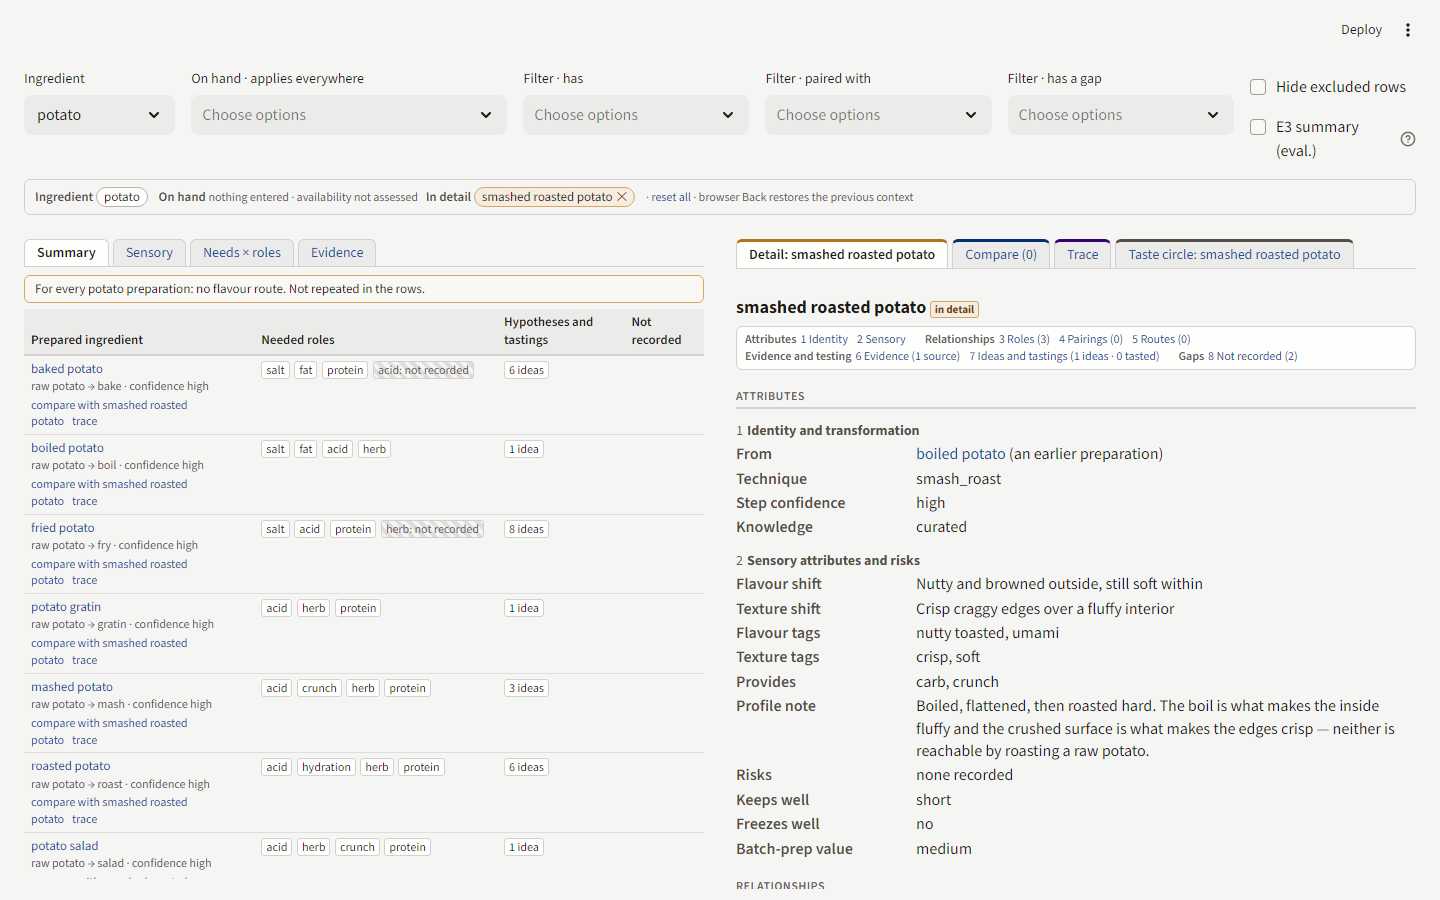 Deploy
Ingredient
On hand · applies everywhere
Filter · has
Filter · paired with
Filter · has a gap
potato
Choose options
Choose options
Choose options
Choose options
Hide excluded rows
E3 summary
(eval.)
Ingredient potato On hand nothing entered · availability not assessed In detail smashed roasted potato · reset all · browser Back restores the previous context
Summary Sensory Needs × roles Evidence
For every potato preparation: no flavour route. Not repeated in the rows.
Prepared ingredient
Needed roles
Hypotheses and
tastings
Not
recorded
baked potato
salt fat protein acid: not recorded
6 ideas
raw potato → bake · confidence high
compare with smashed roasted
potato trace
boiled potato
salt fat acid herb
1 idea
raw potato → boil · confidence high
compare with smashed roasted
potato trace
fried potato
salt acid protein herb: not recorded
8 ideas
raw potato → fry · confidence high
compare with smashed roasted
potato trace
potato gratin
acid herb protein
1 idea
raw potato → gratin · confidence high
compare with smashed roasted
potato trace
mashed potato
acid crunch herb protein
3 ideas
raw potato → mash · confidence high
compare with smashed roasted
potato trace
roasted potato
acid hydration herb protein
6 ideas
raw potato → roast · confidence high
compare with smashed roasted
potato trace
potato salad
acid herb crunch protein
1 idea
raw potato → salad · confidence high
Detail: smashed roasted potato Compare (0) Trace Taste circle: smashed roasted potato
smashed roasted potato in detail
Attributes 1 Identity 2 Sensory Relationships 3 Roles (3) 4 Pairings (0) 5 Routes (0)
Evidence and testing 6 Evidence (1 source) 7 Ideas and tastings (1 ideas · 0 tasted) Gaps 8 Not recorded (2)
ATTRIBUTES
1 Identity and transformation
From boiled potato (an earlier preparation)
Technique smash_roast
Step confidence high
Knowledge curated
2 Sensory attributes and risks
Flavour shift Nutty and browned outside, still soft within
Texture shift Crisp craggy edges over a fluffy interior
Flavour tags nutty toasted, umami
Texture tags crisp, soft
Provides carb, crunch
Profile note Boiled, flattened, then roasted hard. The boil is what makes the inside
fluffy and the crushed surface is what makes the edges crisp — neither is
reachable by roasting a raw potato.
Risks none recorded
Keeps well short
Freezes well no
Batch-prep value medium
RELATIONSHIPS